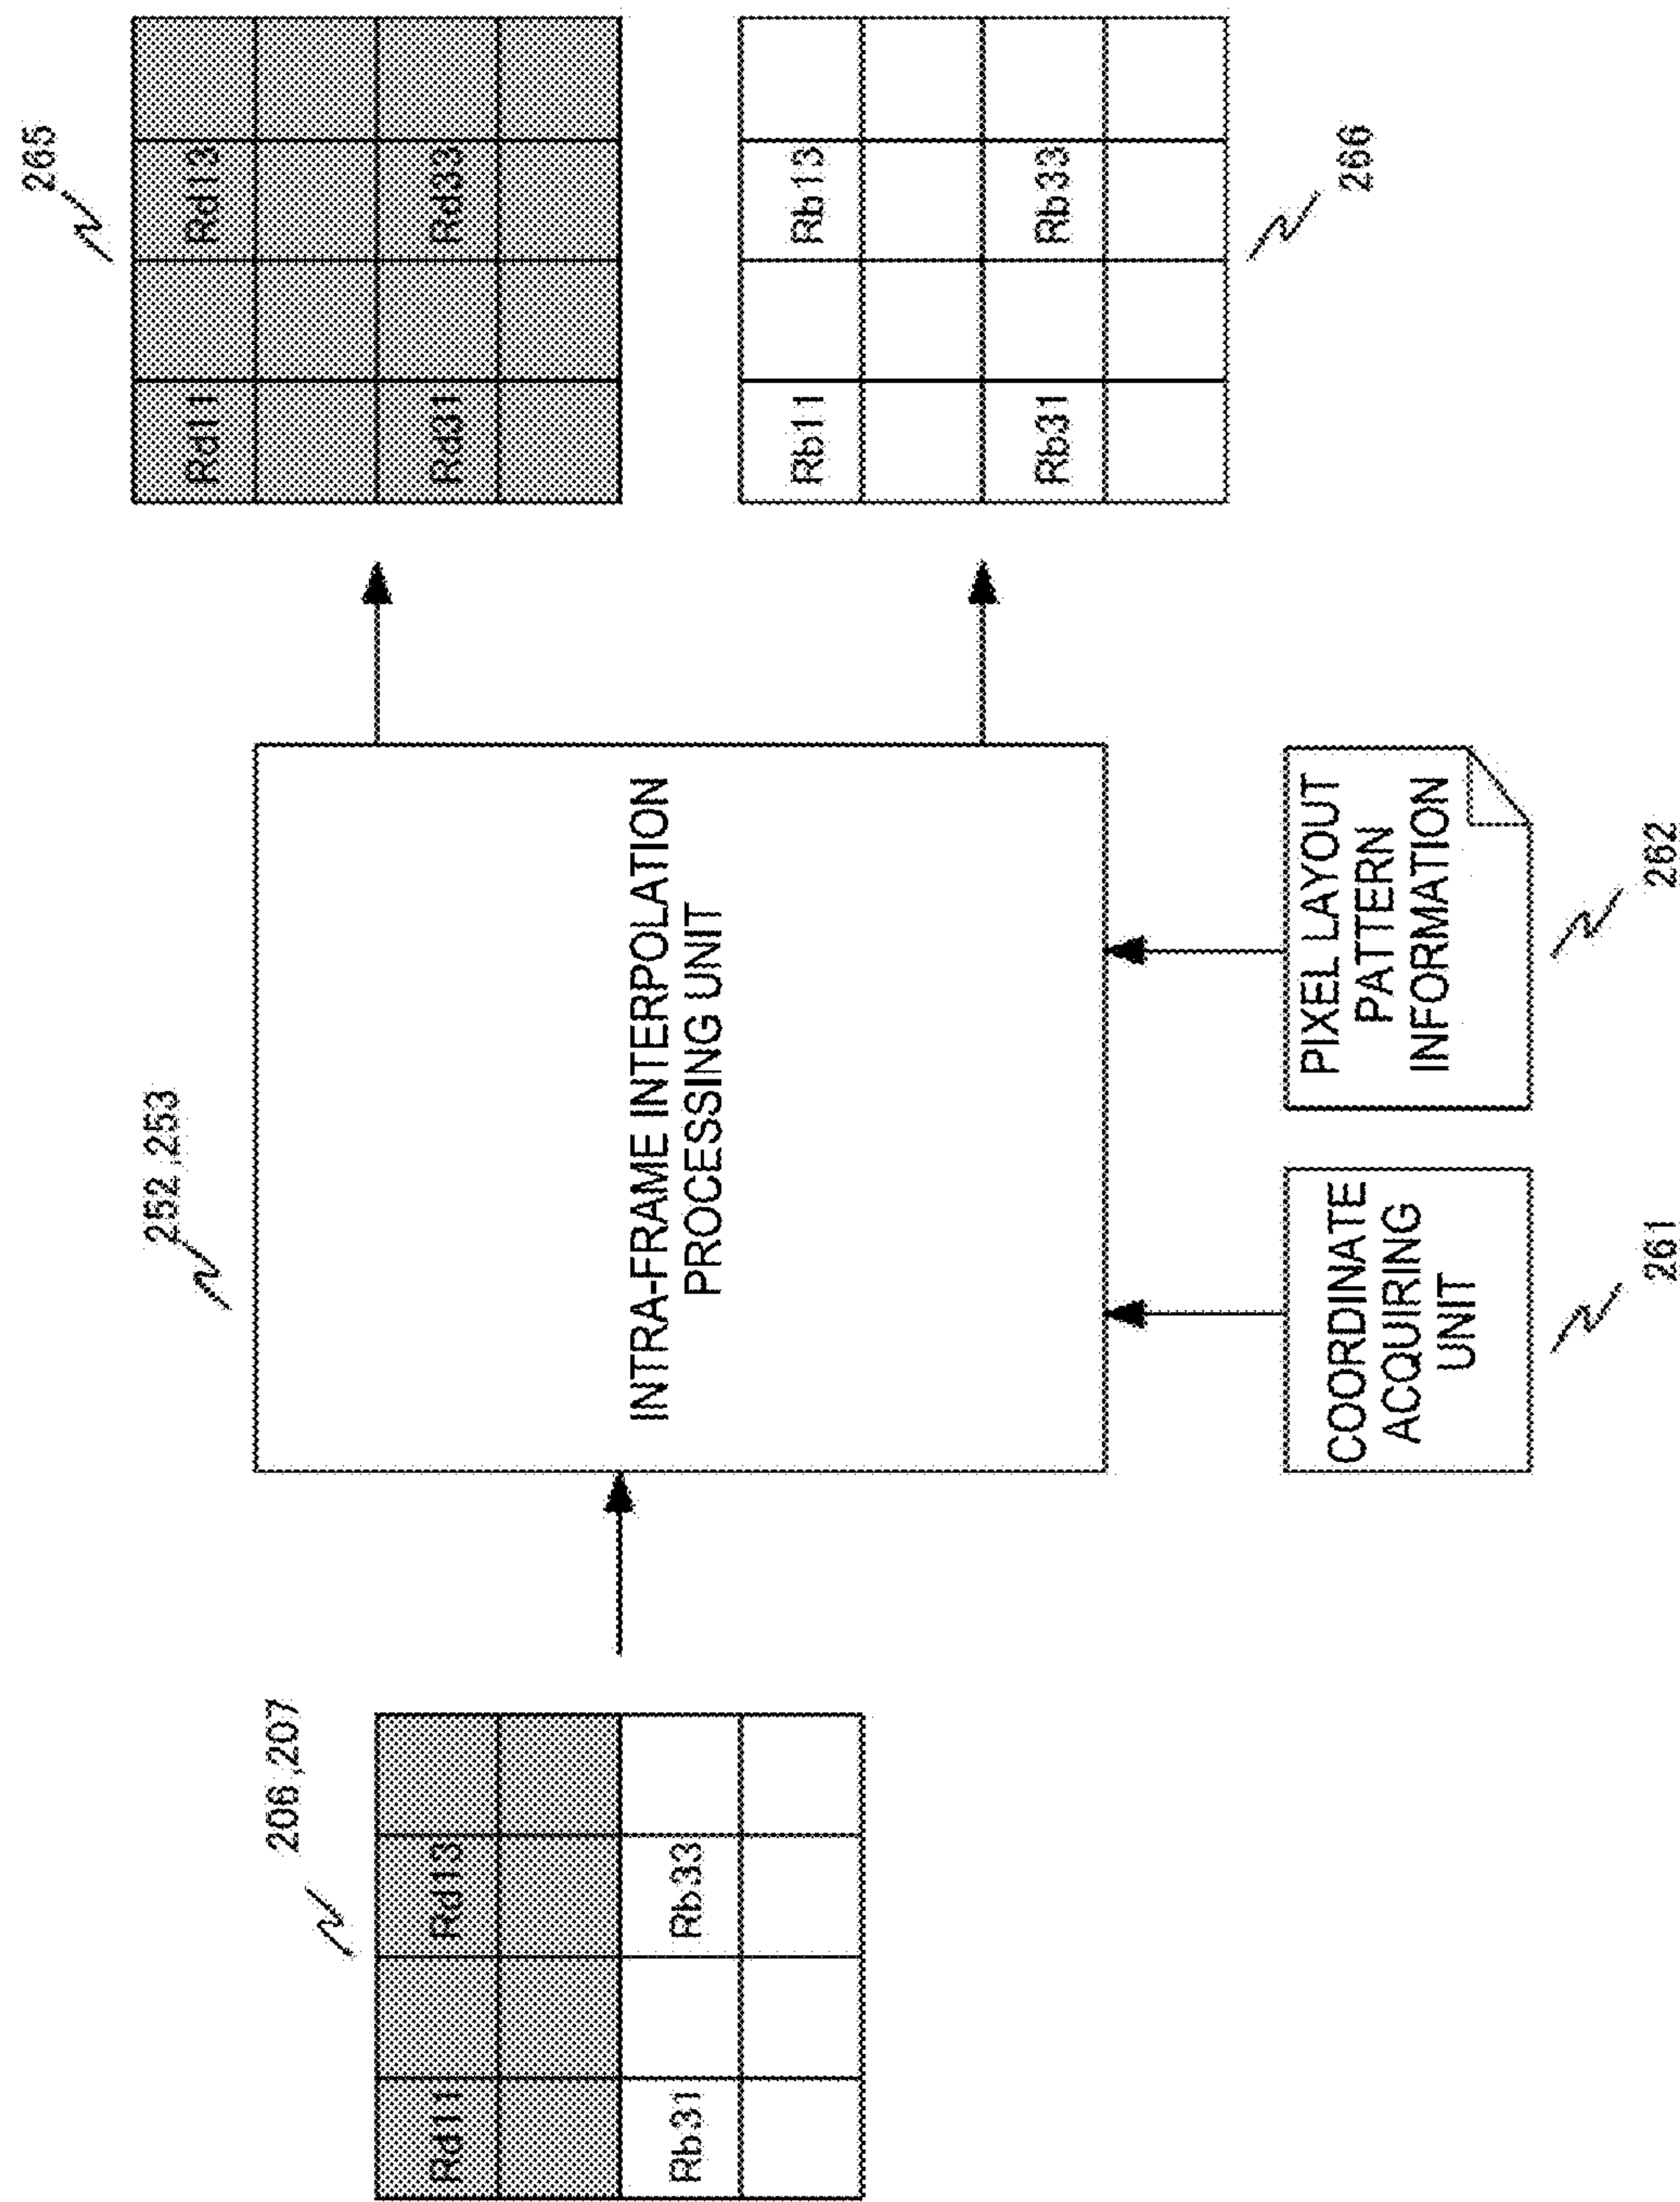 206 ,207
Rd11 Rd13
Rb31 Rb33
252 ,253
INTRA-FRAME INTERPOLATION
PROCESSING UNIT
COORDINATE
ACQUIRING
UNIT
261
PIXEL LAYOUT
PATTERN
INFORMATION
262
265
Rd11 Rd13
Rd31 Rd33
Rb11 Rb13
Rb31 Rb33
266